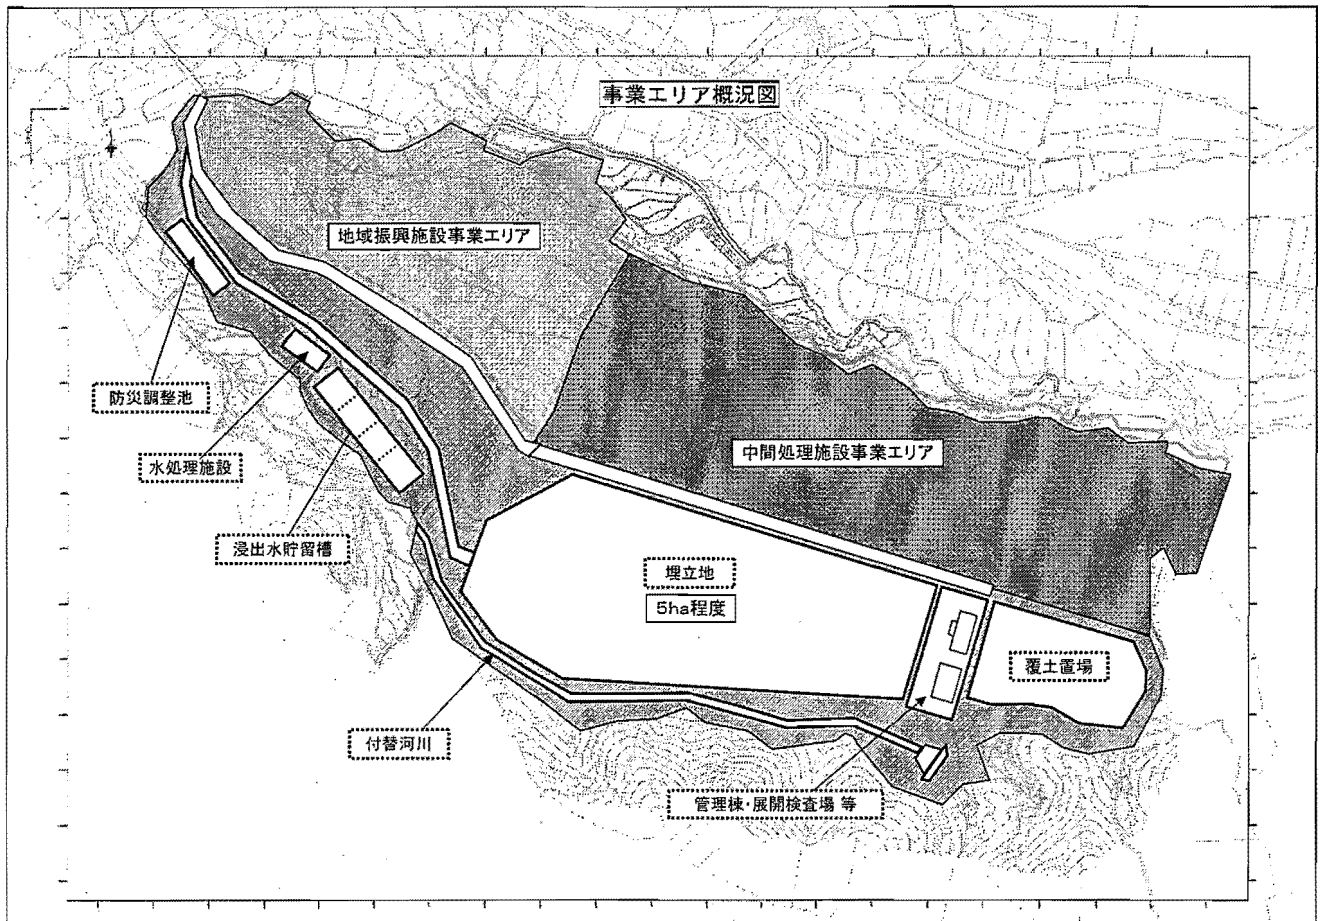 事業エリア概況図
地域振興施設事業エリア
防災調整池
中間処理施設事業エリア
水処理施設
浸出水貯留槽
埋立地
5ha程度
覆土置場
付替河川
管理棟・展開検査場 等